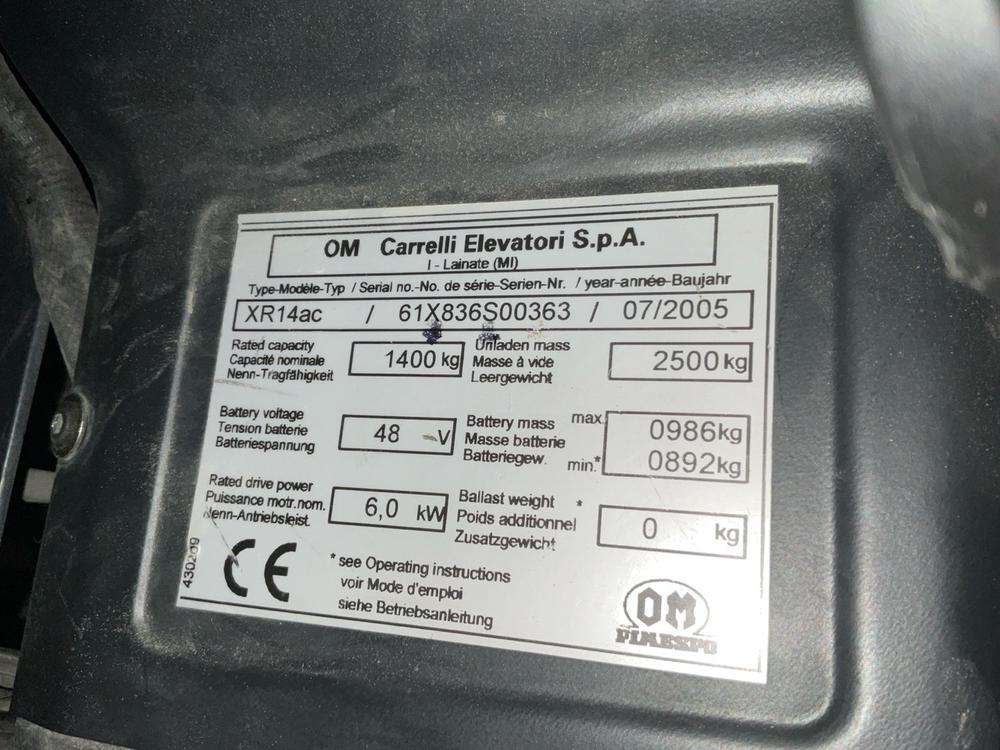 OM Carrelli Elevatori S.p.A.
I - Lainate (MI)
Type-Modèle-Typ / Serial no.-No. de série-Serien-Nr. / year-année-Baujahr
XR14ac / 61X836S00363 / 07/2005
Rated capacity
Capacité nominale
Nenn-Tragfähigkeit
1400 kg
Unladen mass
Masse à vide
Leergewicht
2500 kg
Battery voltage
Tension batterie
Batteriespannung
48 V
Battery mass
Masse batterie
Batteriegew.
max.
0986 kg
min.*
0892 kg
Rated drive power
Puissance motr.nom.
Nenn-Antriebsleist.
6,0 kW
Ballast weight *
Poids additionnel
Zusatzgewicht
0 kg
CE
* see Operating instructions
voir Mode d'emploi
siehe Betriebsanleitung
OM
PIMESPO